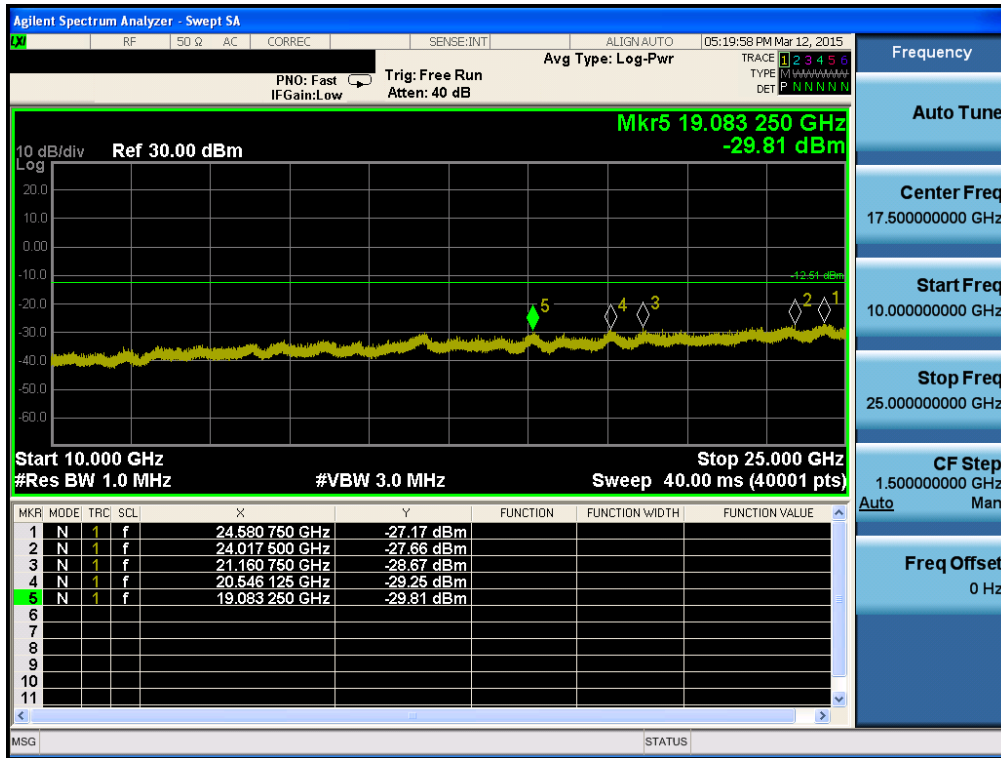 Agilent Spectrum Analyzer - Swept SA
LXI RF 50 Ω AC CORREC SENSE:INT ALIGN AUTO 05:19:58 PM Mar 12, 2015
Avg Type: Log-Pwr TRACE 1 2 3 4 5 6
PNO: Fast Trig: Free Run TYPE M WWWWW
IFGain:Low Atten: 40 dB DET P N N N N N
Mkr5 19.083 250 GHz
-29.81 dBm
10 dB/div Ref 30.00 dBm
Log
20.0
10.0
0.00
-10.0
-12.51 dBm
-20.0
5 4 3 2 1
-30.0
-40.0
-50.0
-60.0
Start 10.000 GHz Stop 25.000 GHz
#Res BW 1.0 MHz #VBW 3.0 MHz Sweep 40.00 ms (40001 pts)
MKR MODE TRC SCL X Y FUNCTION FUNCTION WIDTH FUNCTION VALUE
1 N 1 f 24.580 750 GHz -27.17 dBm
2 N 1 f 24.017 500 GHz -27.66 dBm
3 N 1 f 21.160 750 GHz -28.67 dBm
4 N 1 f 20.546 125 GHz -29.25 dBm
5 N 1 f 19.083 250 GHz -29.81 dBm
6
7
8
9
10
11
MSG STATUS
Frequency
Auto Tune
Center Freq
17.500000000 GHz
Start Freq
10.000000000 GHz
Stop Freq
25.000000000 GHz
CF Step
1.500000000 GHz
Auto Man
Freq Offset
0 Hz